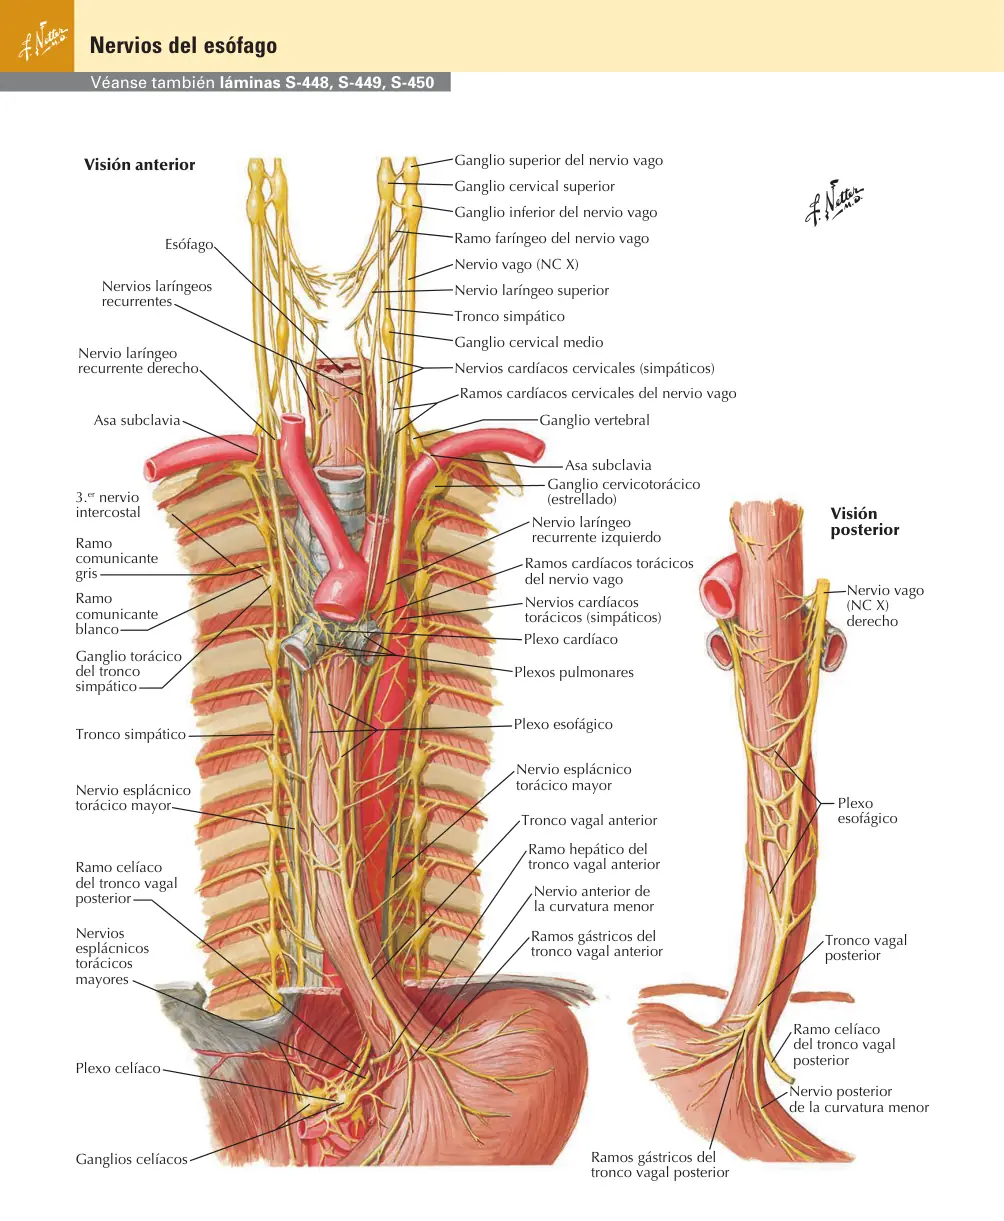 F. Netter M.D.
Nervios del esófago
Véanse también láminas S-448, S-449, S-450
Visión anterior
Ganglio superior del nervio vago
Ganglio cervical superior
Ganglio inferior del nervio vago
Ramo faríngeo del nervio vago
Nervio vago (NC X)
Nervio laríngeo superior
Tronco simpático
Ganglio cervical medio
Nervios cardíacos cervicales (simpáticos)
Ramos cardíacos cervicales del nervio vago
Ganglio vertebral
Asa subclavia
Ganglio cervicotorácico
(estrellado)
Nervio laríngeo
recurrente izquierdo
Ramos cardíacos torácicos
del nervio vago
Nervios cardíacos
torácicos (simpáticos)
Plexo cardíaco
Plexos pulmonares
Plexo esofágico
Nervio esplácnico
torácico mayor
Tronco vagal anterior
Ramo hepático del
tronco vagal anterior
Nervio anterior de
la curvatura menor
Ramos gástricos del
tronco vagal anterior
Esófago
Nervios laríngeos
recurrentes
Nervio laríngeo
recurrente derecho
Asa subclavia
3.er nervio
intercostal
Ramo
comunicante
gris
Ramo
comunicante
blanco
Ganglio torácico
del tronco
simpático
Tronco simpático
Nervio esplácnico
torácico mayor
Ramo celíaco
del tronco vagal
posterior
Nervios
esplácnicos
torácicos
mayores
Plexo celíaco
Ganglios celíacos
F. Netter M.D.
Visión
posterior
Nervio vago
(NC X)
derecho
Plexo
esofágico
Tronco vagal
posterior
Ramo celíaco
del tronco vagal
posterior
Nervio posterior
de la curvatura menor
Ramos gástricos del
tronco vagal posterior